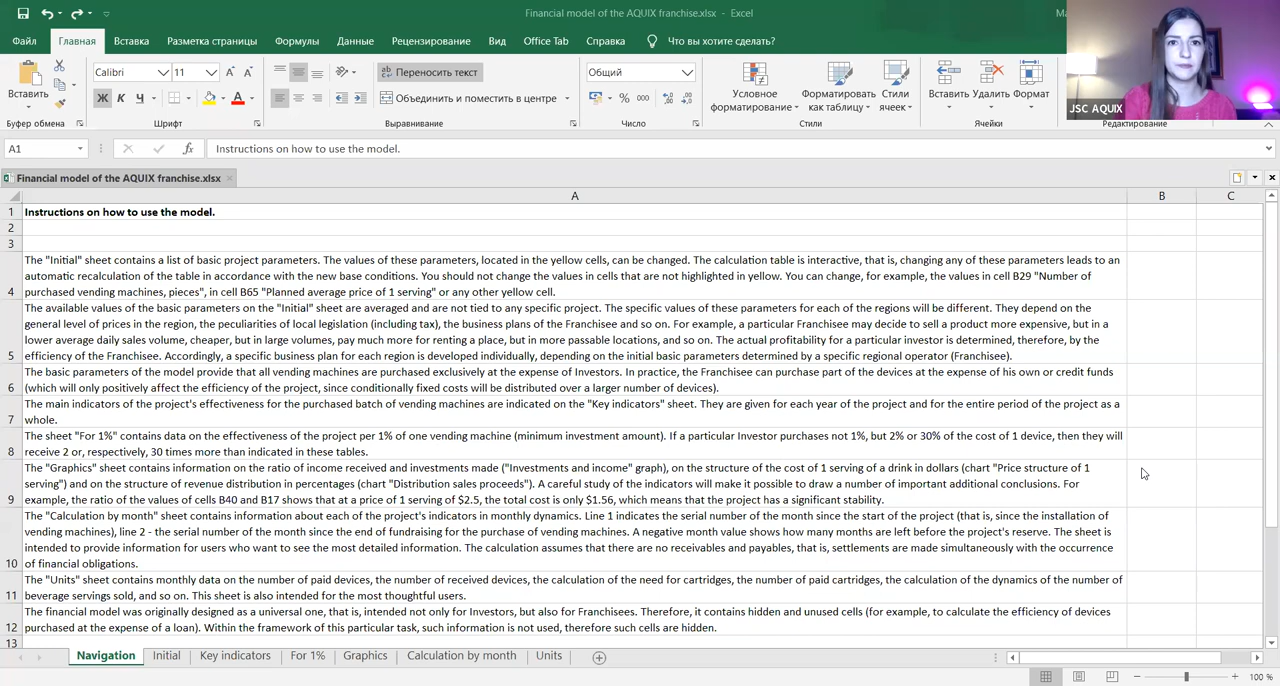 Financial model of the AQUIX franchise.xlsx - Excel
Файл Главная Вставка Разметка страницы Формулы Данные Рецензирование Вид Office Tab Справка Что вы хотите сделать?
JSC AQUIX
Вставить
Calibri 11
Ж К Ч
Переносить текст
Объединить и поместить в центре
Общий
% 000
Условное форматирование
Форматировать как таблицу
Стили ячеек
Вставить Удалить Формат
Буфер обмена Шрифт Выравнивание Число Стили Ячейки Редактирование
A1 fx Instructions on how to use the model.
Financial model of the AQUIX franchise.xlsx
A B C
1 Instructions on how to use the model.
2
3
The "Initial" sheet contains a list of basic project parameters. The values of these parameters, located in the yellow cells, can be changed. The calculation table is interactive, that is, changing any of these parameters leads to an
automatic recalculation of the table in accordance with the new base conditions. You should not change the values in cells that are not highlighted in yellow. You can change, for example, the values in cell B29 "Number of
4 purchased vending machines, pieces", in cell B65 "Planned average price of 1 serving" or any other yellow cell.
The available values of the basic parameters on the "Initial" sheet are averaged and are not tied to any specific project. The specific values of these parameters for each of the regions will be different. They depend on the
general level of prices in the region, the peculiarities of local legislation (including tax), the business plans of the Franchisee and so on. For example, a particular Franchisee may decide to sell a product more expensive, but in a
lower average daily sales volume, cheaper, but in large volumes, pay much more for renting a place, but in more passable locations, and so on. The actual profitability for a particular investor is determined, therefore, by the
5 efficiency of the Franchisee. Accordingly, a specific business plan for each region is developed individually, depending on the initial basic parameters determined by a specific regional operator (Franchisee).
The basic parameters of the model provide that all vending machines are purchased exclusively at the expense of Investors. In practice, the Franchisee can purchase part of the devices at the expense of his own or credit funds
6 (which will only positively affect the efficiency of the project, since conditionally fixed costs will be distributed over a larger number of devices).
The main indicators of the project's effectiveness for the purchased batch of vending machines are indicated on the "Key indicators" sheet. They are given for each year of the project and for the entire period of the project as a
7 whole.
The sheet "For 1%" contains data on the effectiveness of the project per 1% of one vending machine (minimum investment amount). If a particular Investor purchases not 1%, but 2% or 30% of the cost of 1 device, then they will
8 receive 2 or, respectively, 30 times more than indicated in these tables.
The "Graphics" sheet contains information on the ratio of income received and investments made ("Investments and income" graph), on the structure of the cost of 1 serving of a drink in dollars (chart "Price structure of 1
serving") and on the structure of revenue distribution in percentages (chart "Distribution sales proceeds"). A careful study of the indicators will make it possible to draw a number of important additional conclusions. For
9 example, the ratio of the values of cells B40 and B17 shows that at a price of 1 serving of $2.5, the total cost is only $1.56, which means that the project has a significant stability.
The "Calculation by month" sheet contains information about each of the project's indicators in monthly dynamics. Line 1 indicates the serial number of the month since the start of the project (that is, since the installation of
vending machines), line 2 - the serial number of the month since the end of fundraising for the purchase of vending machines. A negative month value shows how many months are left before the project's reserve. The sheet is
intended to provide information for users who want to see the most detailed information. The calculation assumes that there are no receivables and payables, that is, settlements are made simultaneously with the occurrence
10 of financial obligations.
The "Units" sheet contains monthly data on the number of paid devices, the number of received devices, the calculation of the need for cartridges, the number of paid cartridges, the calculation of the dynamics of the number of
11 beverage servings sold, and so on. This sheet is also intended for the most thoughtful users.
The financial model was originally designed as a universal one, that is, intended not only for Investors, but also for Franchisees. Therefore, it contains hidden and unused cells (for example, to calculate the efficiency of devices
12 purchased at the expense of a loan). Within the framework of this particular task, such information is not used, therefore such cells are hidden.
13
Navigation Initial Key indicators For 1% Graphics Calculation by month Units
100 %